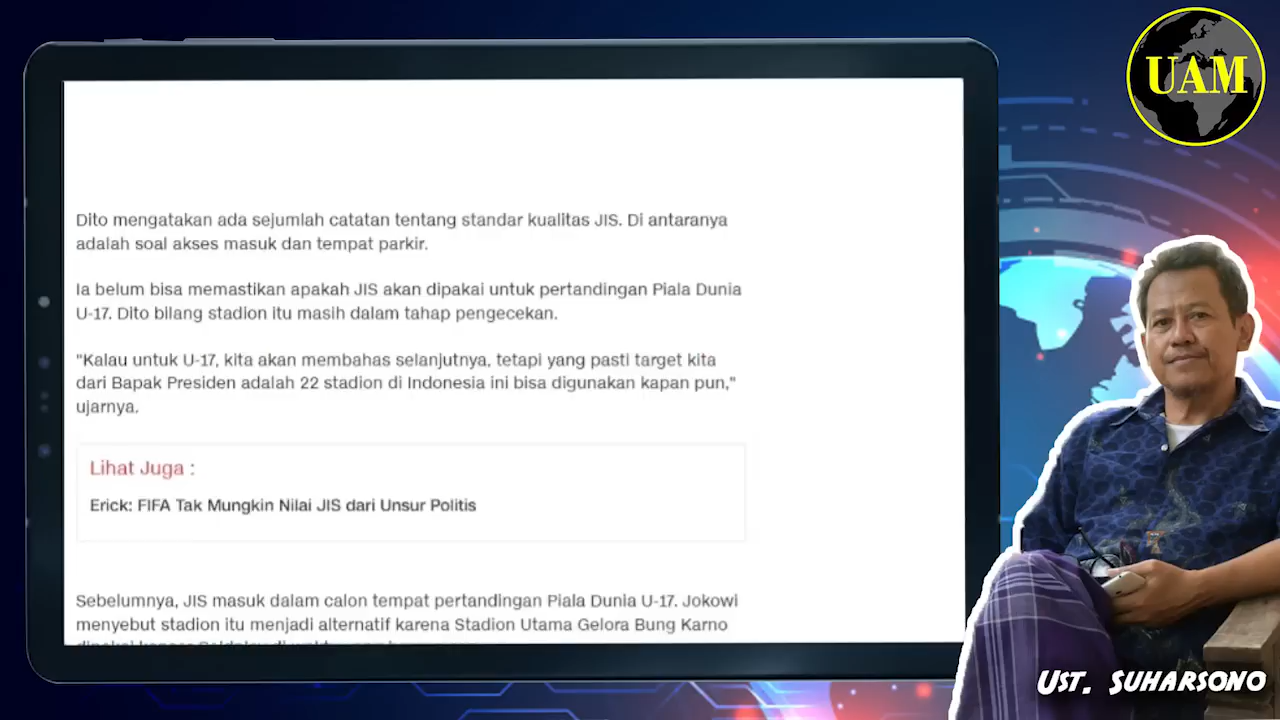 UAM
Dito mengatakan ada sejumlah catatan tentang standar kualitas JIS. Di antaranya
adalah soal akses masuk dan tempat parkir.
Ia belum bisa memastikan apakah JIS akan dipakai untuk pertandingan Piala Dunia
U-17. Dito bilang stadion itu masih dalam tahap pengecekan.
"Kalau untuk U-17, kita akan membahas selanjutnya, tetapi yang pasti target kita
dari Bapak Presiden adalah 22 stadion di Indonesia ini bisa digunakan kapan pun,"
ujarnya.
Lihat Juga :
Erick: FIFA Tak Mungkin Nilai JIS dari Unsur Politis
Sebelumnya, JIS masuk dalam calon tempat pertandingan Piala Dunia U-17. Jokowi
menyebut stadion itu menjadi alternatif karena Stadion Utama Gelora Bung Karno
Ust. Suharsono